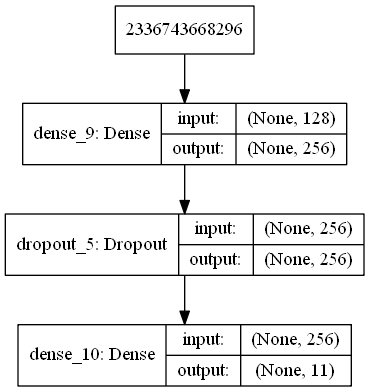 2336743668296
dense_9: Dense
input: (None, 128)
output: (None, 256)
dropout_5: Dropout
input: (None, 256)
output: (None, 256)
dense_10: Dense
input: (None, 256)
output: (None, 11)